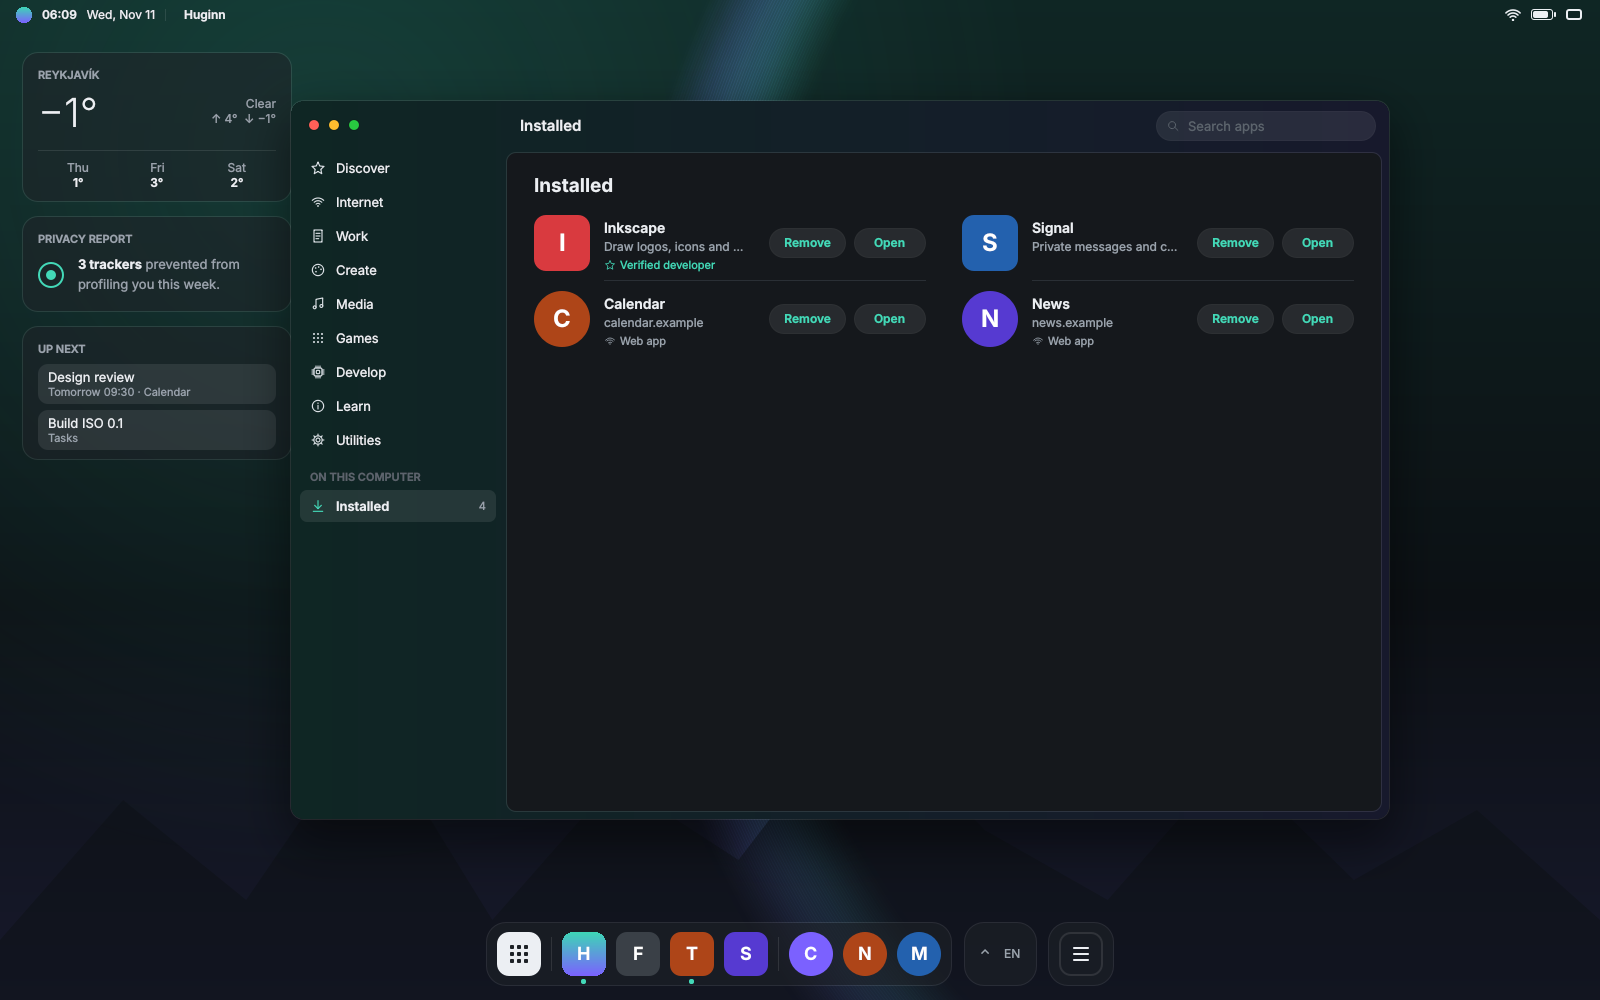 06:09 Wed, Nov 11 Huginn
REYKJAVÍK
−1°
Clear
↑ 4° ↓ −1°
Thu Fri Sat
1° 3° 2°
PRIVACY REPORT
3 trackers prevented from
profiling you this week.
UP NEXT
Design review
Tomorrow 09:30 · Calendar
Build ISO 0.1
Tasks
Installed
Search apps
Discover
Internet
Work
Create
Media
Games
Develop
Learn
Utilities
ON THIS COMPUTER
Installed 4
Installed
I
Inkscape
Draw logos, icons and ...
Verified developer
Remove Open
S
Signal
Private messages and c...
Remove Open
C
Calendar
calendar.example
Web app
Remove Open
N
News
news.example
Web app
Remove Open
H F T S C N M
EN